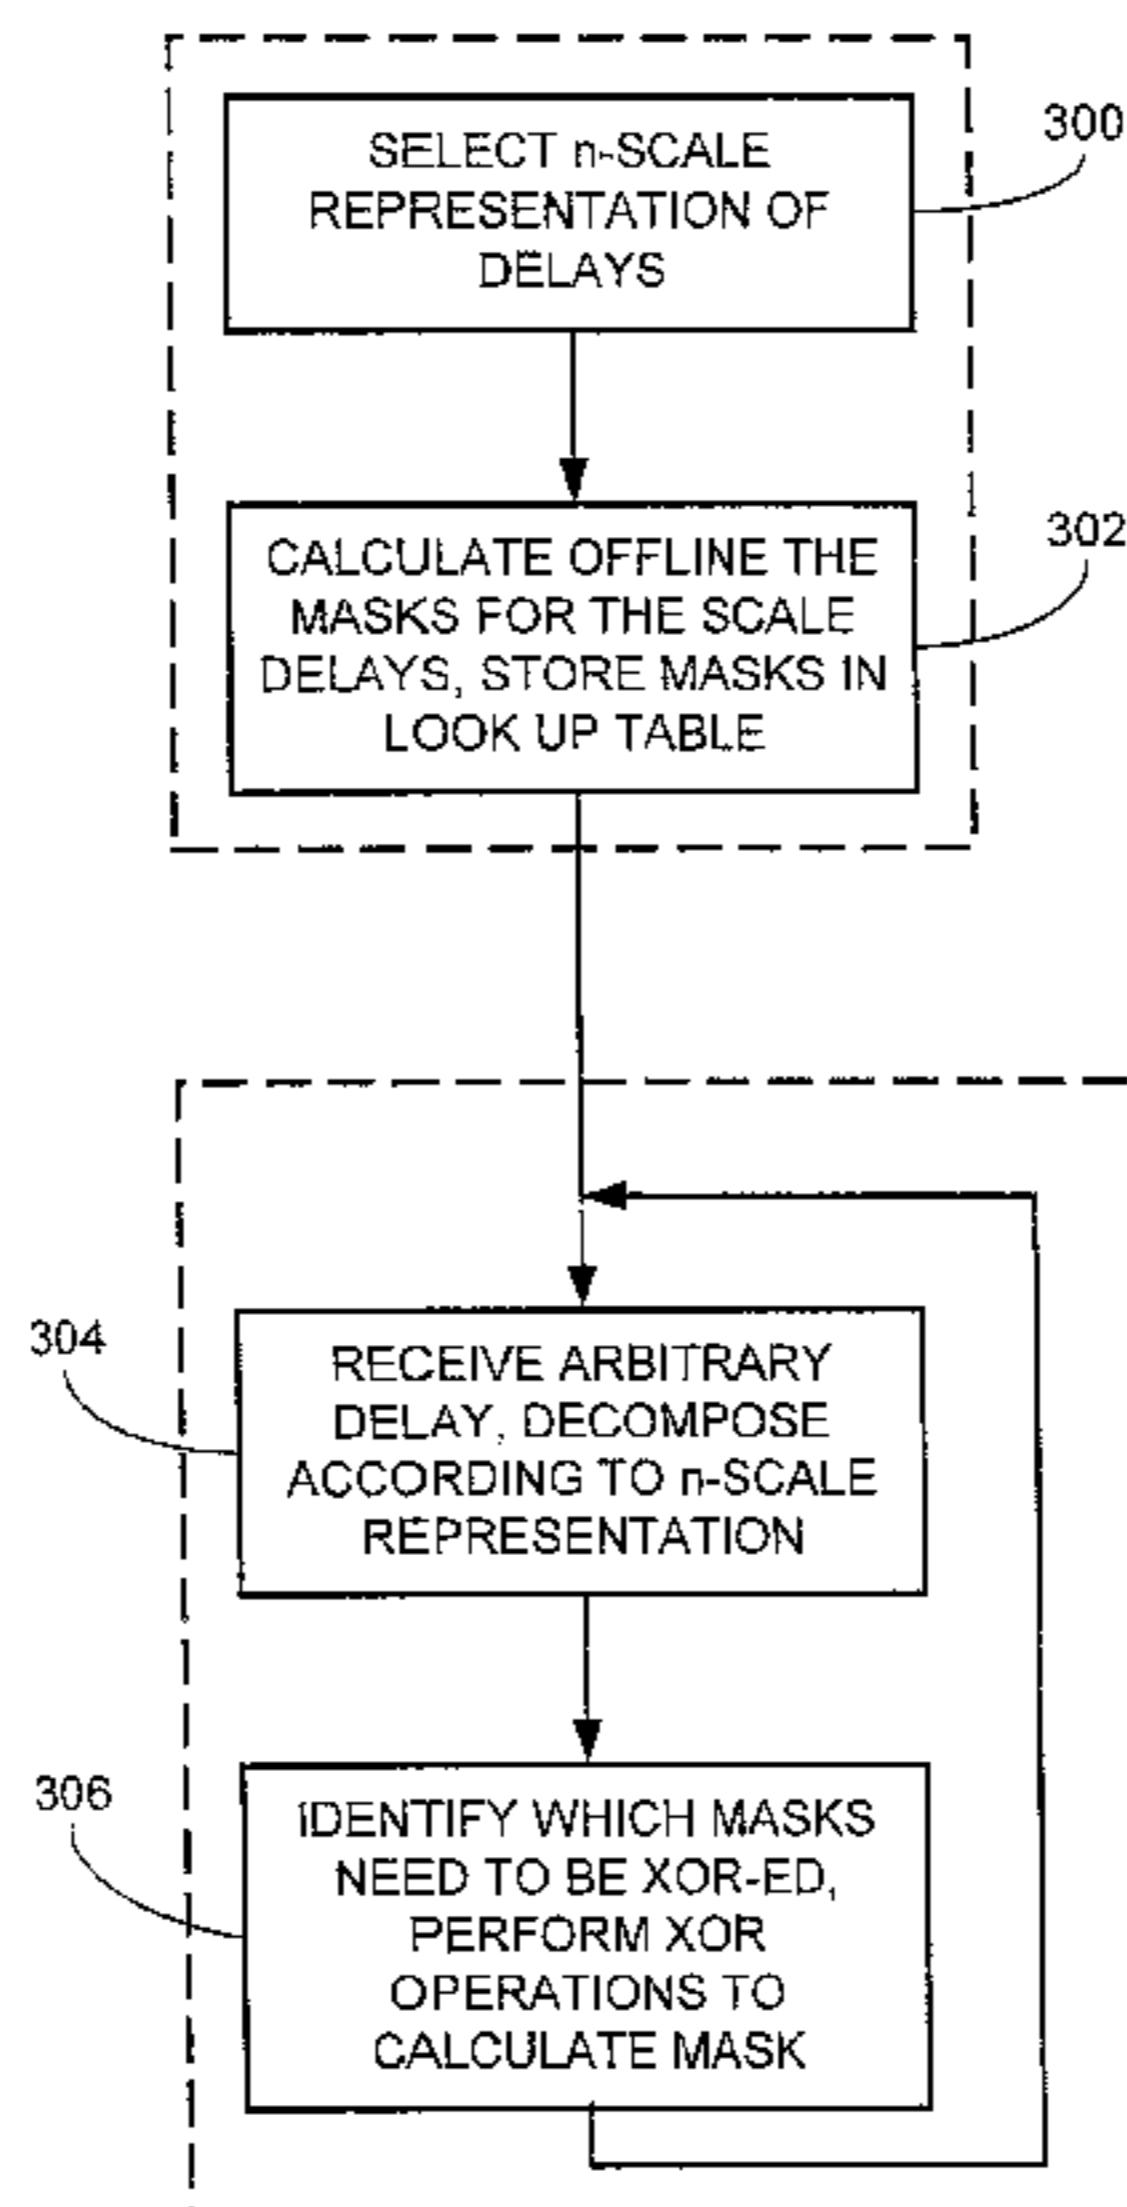 SELECT n-SCALE
REPRESENTATION OF
DELAYS
300
CALCULATE OFFLINE THE
MASKS FOR THE SCALE
DELAYS, STORE MASKS IN
LOOK UP TABLE
302
304
RECEIVE ARBITRARY
DELAY, DECOMPOSE
ACCORDING TO n-SCALE
REPRESENTATION
306
IDENTIFY WHICH MASKS
NEED TO BE XOR-ED,
PERFORM XOR
OPERATIONS TO
CALCULATE MASK